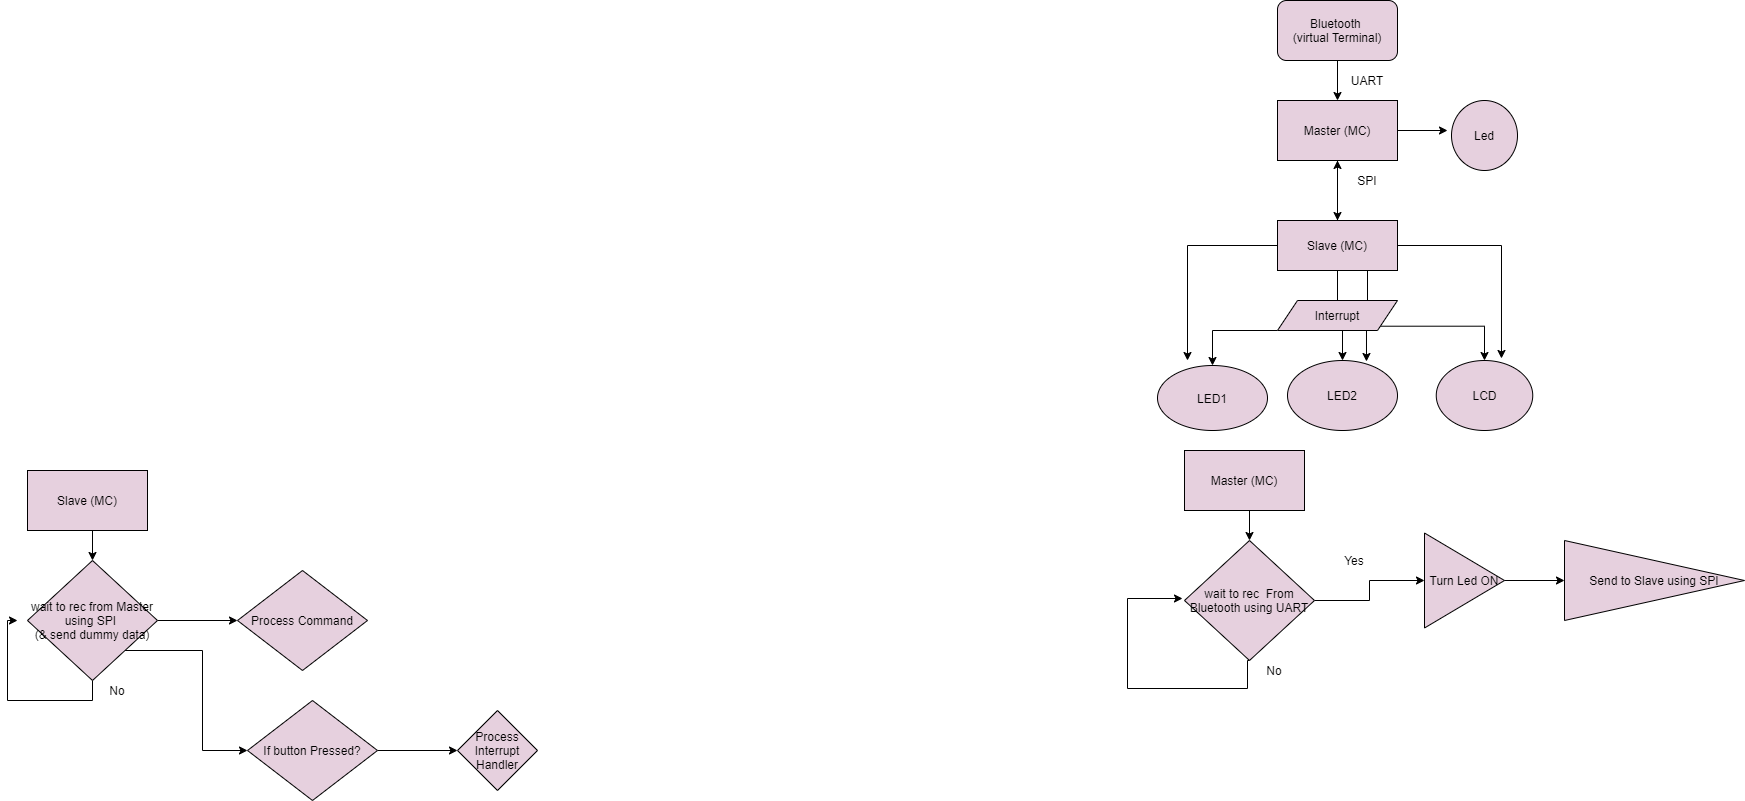 Bluetooth
(virtual Terminal)
UART
Master (MC)
Led
SPI
Slave (MC)
Interrupt
LED1
LED2
LCD
Master (MC)
wait to rec From
Bluetooth using UART
Yes
No
Turn Led ON
Send to Slave using SPI
Slave (MC)
wait to rec from Master
using SPI
(& send dummy data)
No
Process Command
If button Pressed?
Process
Interrupt
Handler